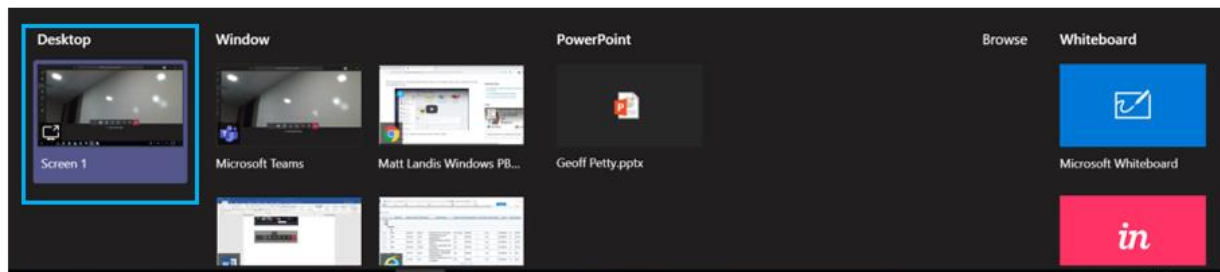 Desktop
Window
PowerPoint
Browse
Whiteboard
Screen 1
Microsoft Teams
Matt Landis Windows PB...
Geoff Petty.pptx
Microsoft Whiteboard
in